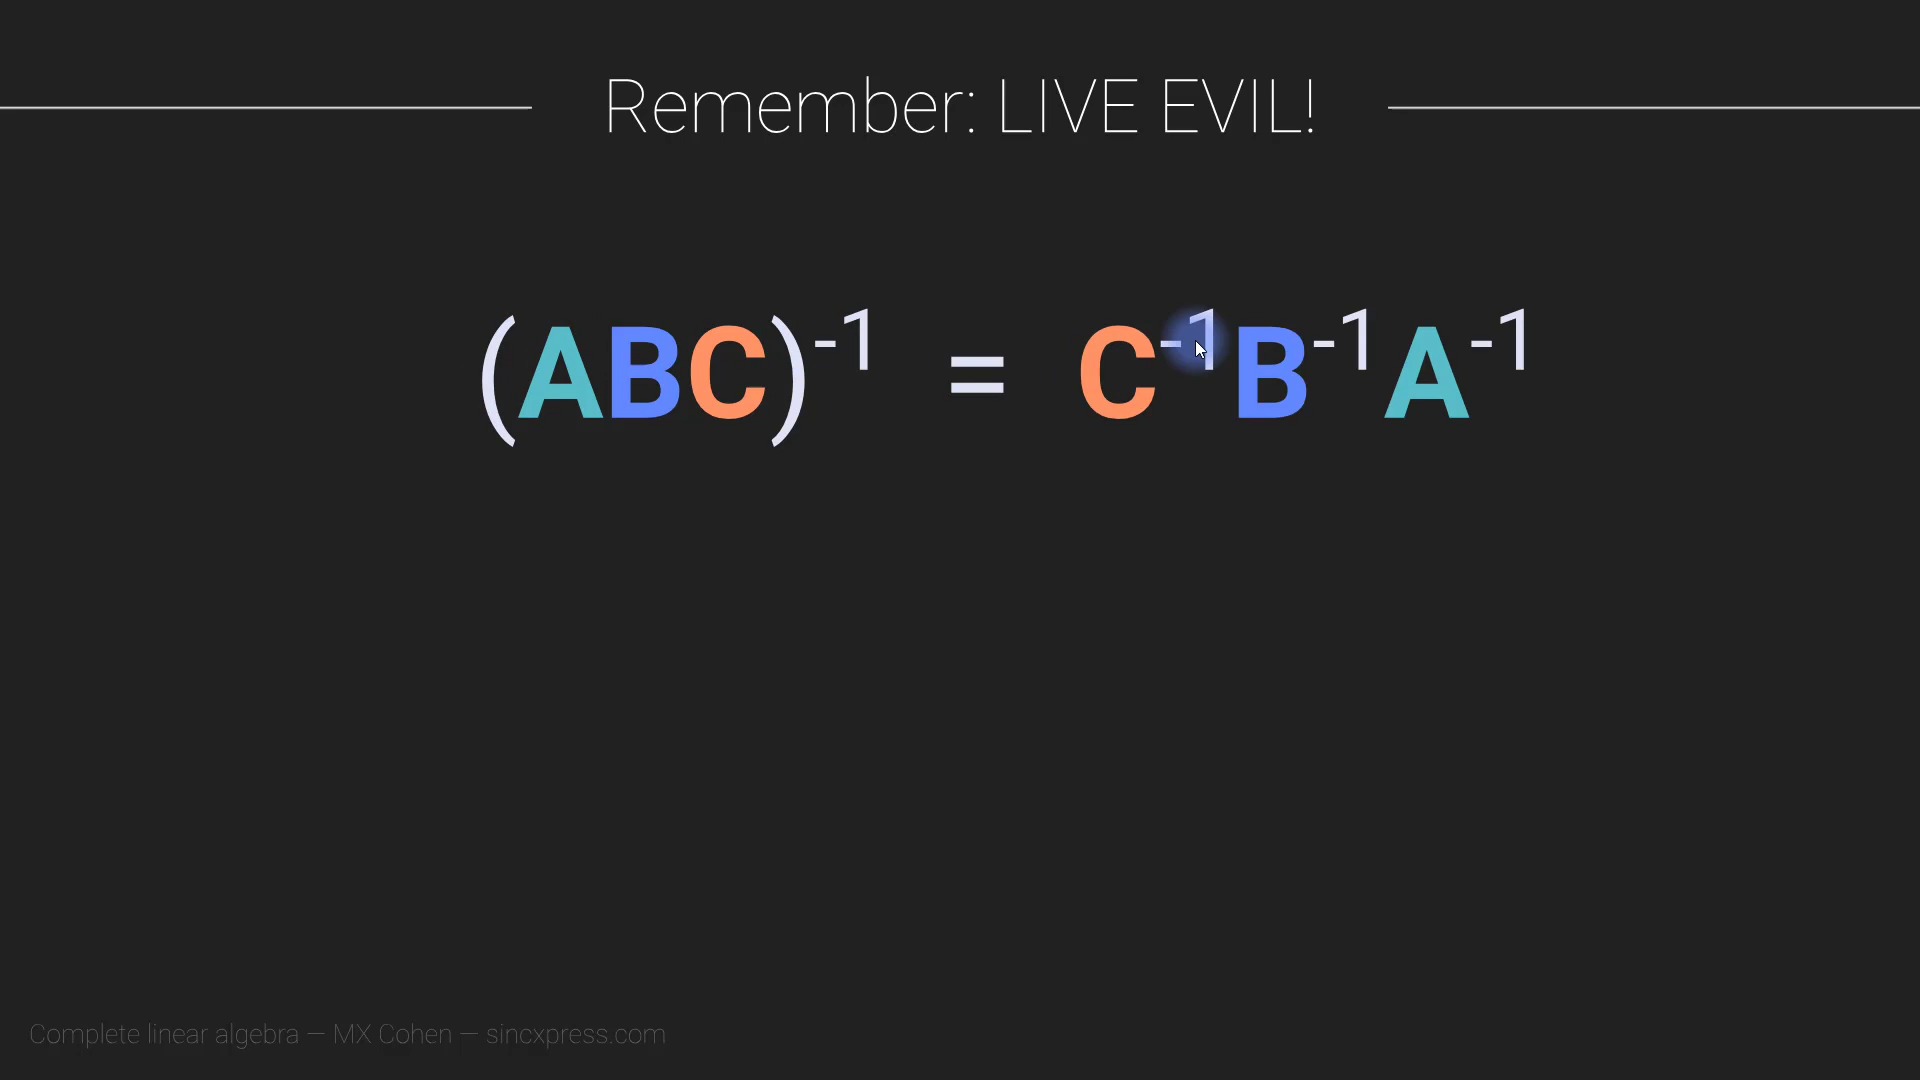 Remember: LIVE EVIL!
(ABC)⁻¹ = C⁻¹B⁻¹A⁻¹
Complete linear algebra — MX Cohen — sincxpress.com